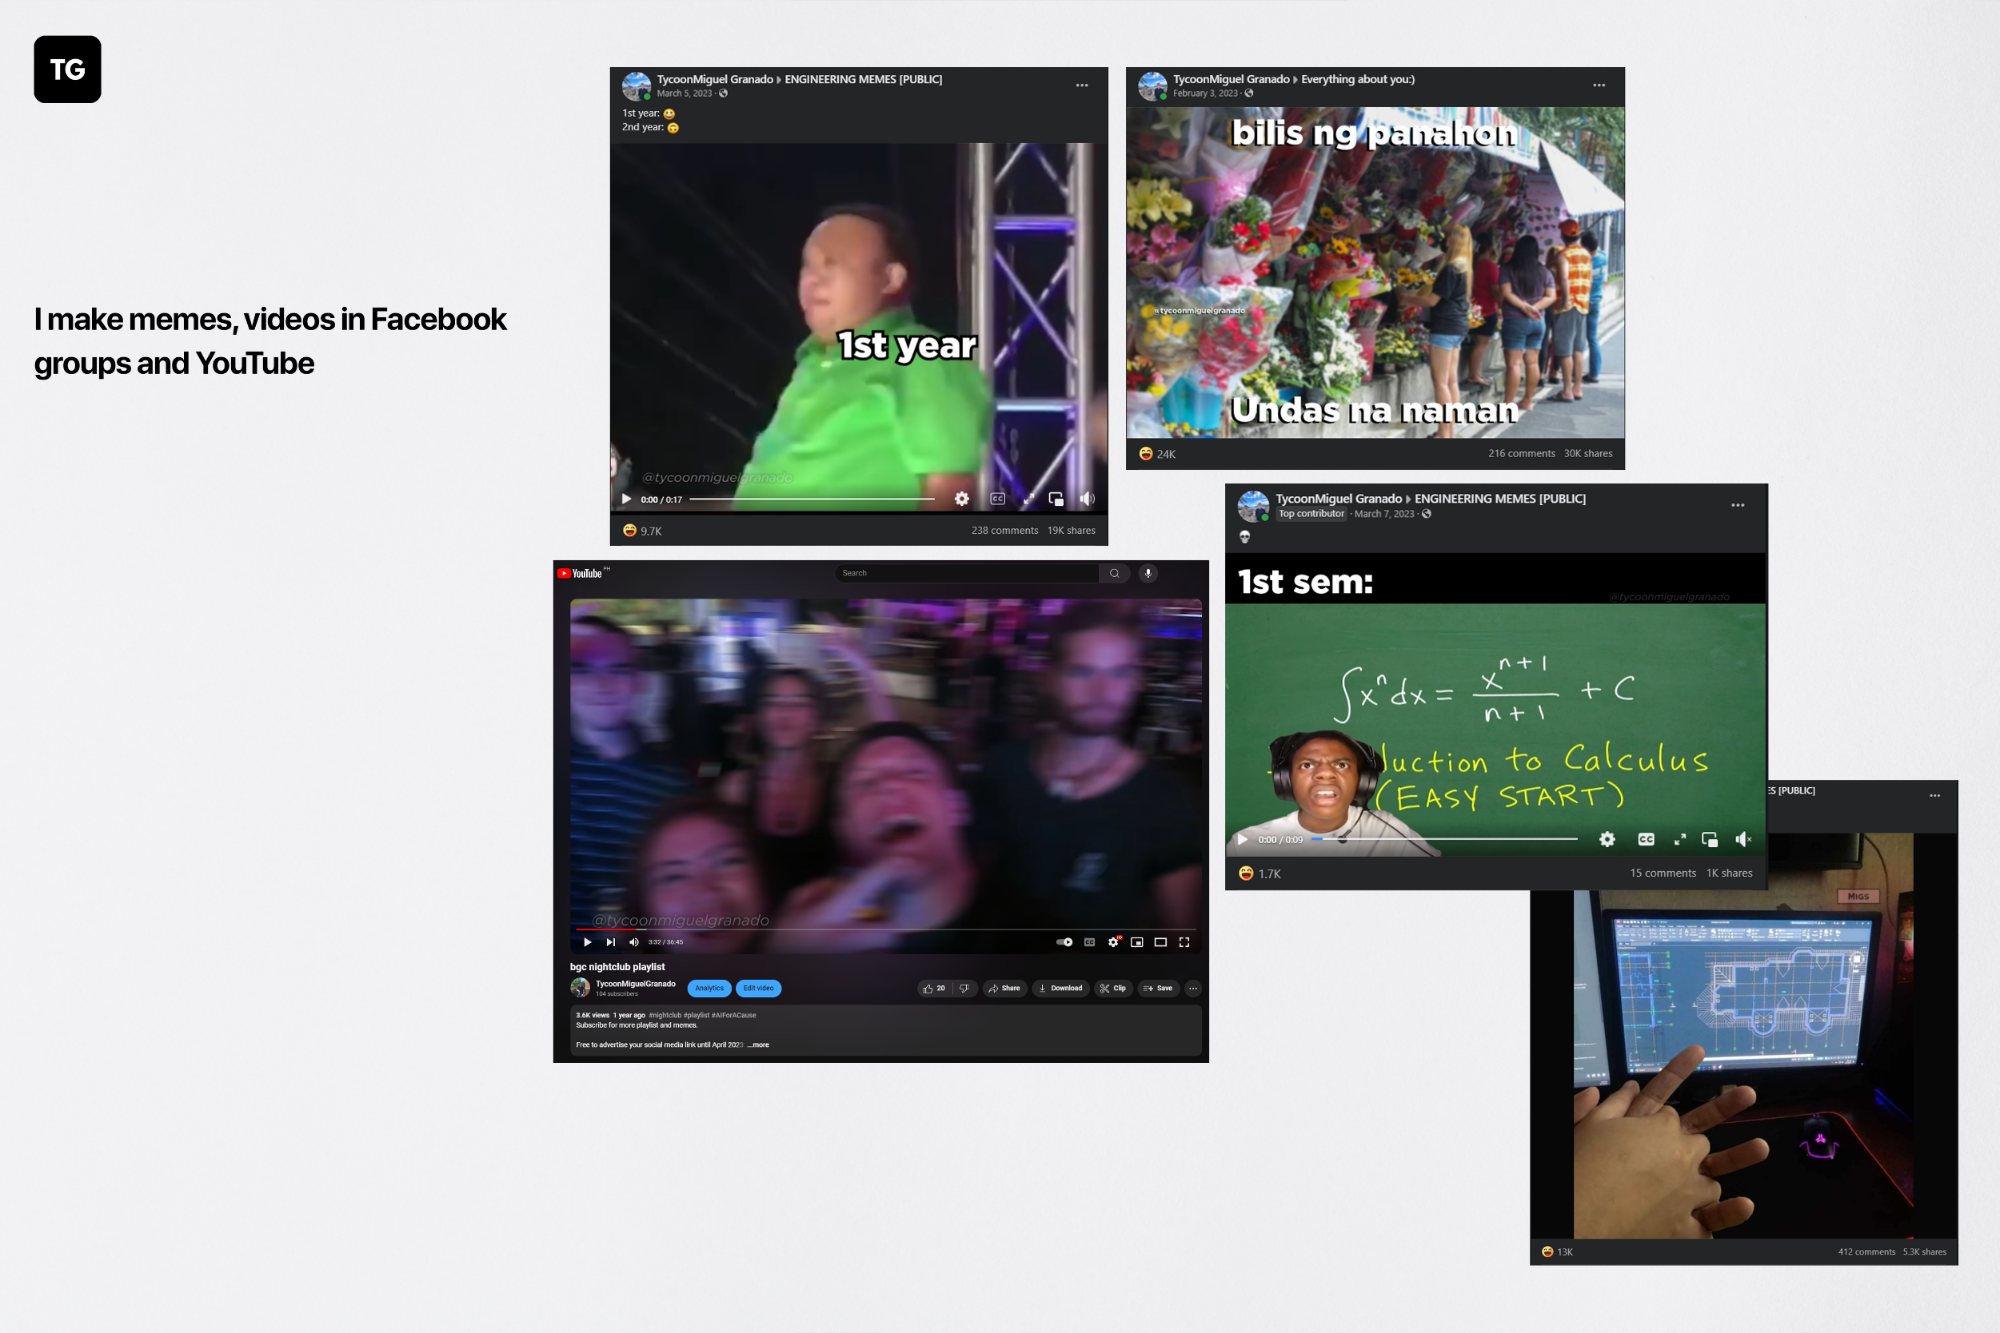 TG
I make memes, videos in Facebook
groups and YouTube
TycoonMiguel Granado ▸ ENGINEERING MEMES [PUBLIC]
March 5, 2023 ·
1st year: 😄
2nd year: 🙃
1st year
@tycoonmiguelgranado
0:00 / 0:17
CC
9.7K
238 comments 19K shares
TycoonMiguel Granado ▸ Everything about you:)
February 3, 2023 ·
bilis ng panahon
@tycoonmiguelgranado
Undas na naman
24K
216 comments 30K shares
TycoonMiguel Granado ▸ ENGINEERING MEMES [PUBLIC]
Top contributor · March 7, 2023 ·
💀
1st sem:
@tycoonmiguelgranado
∫xⁿdx = xⁿ⁺¹/n+1 + C
duction to Calculus
(EASY START)
0:00 / 0:09
CC
1.7K
15 comments 1K shares
YouTube PH
Search
@tycoonmiguelgranado
3:32 / 36:45
CC
bgc nightclub playlist
TycoonMiguelGranado
104 subscribers
Analytics
Edit video
20
Share
Download
Clip
Save
3.6K views 1 year ago #nightclub #playlist #AIForACause
Subscribe for more playlist and memes.
Free to advertise your social media link until April 2023 ...more
ES [PUBLIC]
MIGS
13K
412 comments 5.3K shares